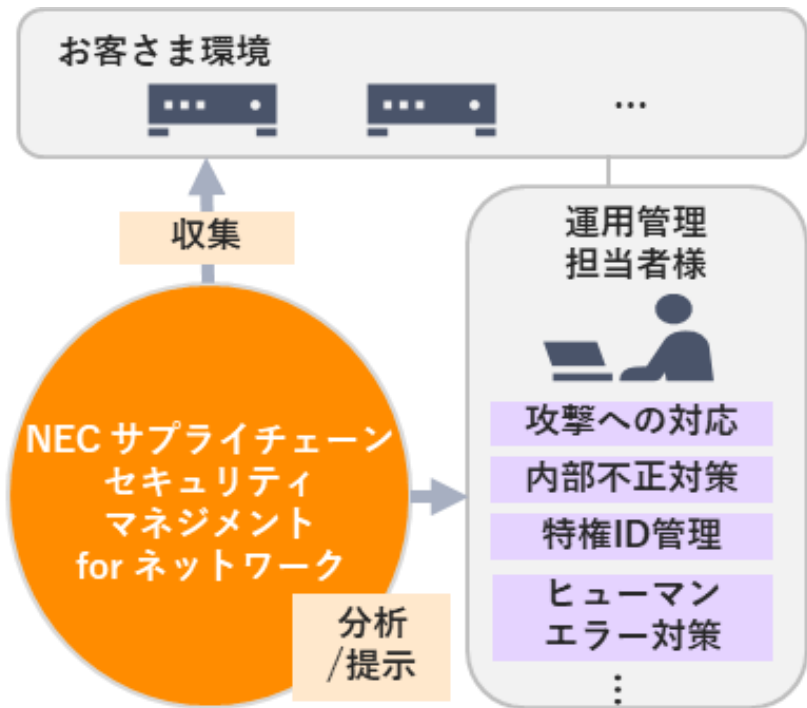 お客さま環境
…
収集
運用管理
担当者様
NEC サプライチェーン
セキュリティ
マネジメント
for ネットワーク
分析
/提示
攻撃への対応
内部不正対策
特権ID管理
ヒューマン
エラー対策
⋮